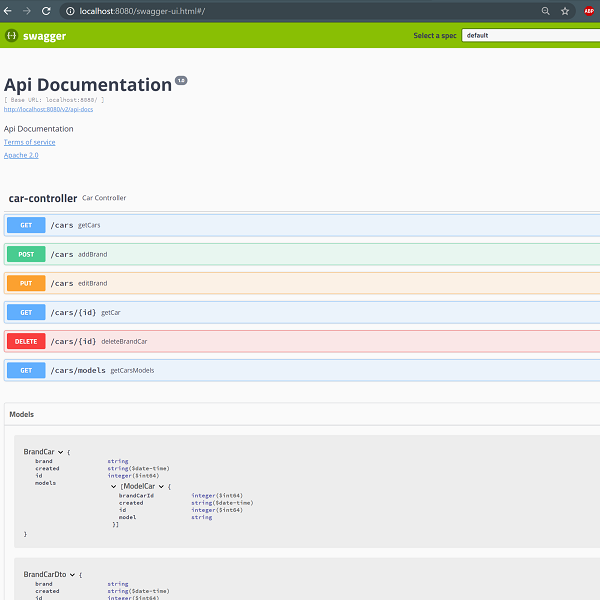 localhost:8080/swagger-ui.html#/
ABP
{-} swagger
Select a spec
default
Api Documentation 1.0
[ Base URL: localhost:8080/ ]
http://localhost:8080/v2/api-docs
Api Documentation
Terms of service
Apache 2.0
car-controller Car Controller
GET /cars getCars
POST /cars addBrand
PUT /cars editBrand
GET /cars/{id} getCar
DELETE /cars/{id} deleteBrandCar
GET /cars/models getCarsModels
Models
BrandCar {
brand string
created string($date-time)
id integer($int64)
models
[ModelCar {
brandCarId integer($int64)
created string($date-time)
id integer($int64)
model string
}]
}
BrandCarDto {
brand string
created string($date-time)
id integer($int64)